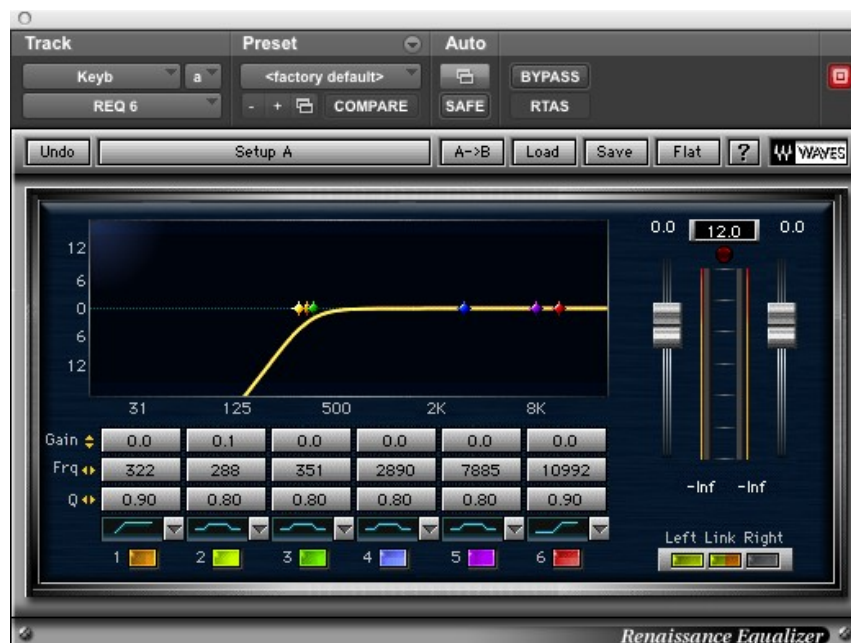 Track Preset Auto
Keyb a <factory default> BYPASS
REQ 6 - + COMPARE SAFE RTAS
Undo Setup A A->B Load Save Flat ? WAVES
0.0 12.0 0.0
12
6
0
6
12
31 125 500 2K 8K
Gain 0.0 0.1 0.0 0.0 0.0 0.0
Frq 322 288 351 2890 7885 10992
Q 0.90 0.80 0.80 0.80 0.80 0.90
-Inf -Inf
Left Link Right
1 2 3 4 5 6
Renaissance Equalizer